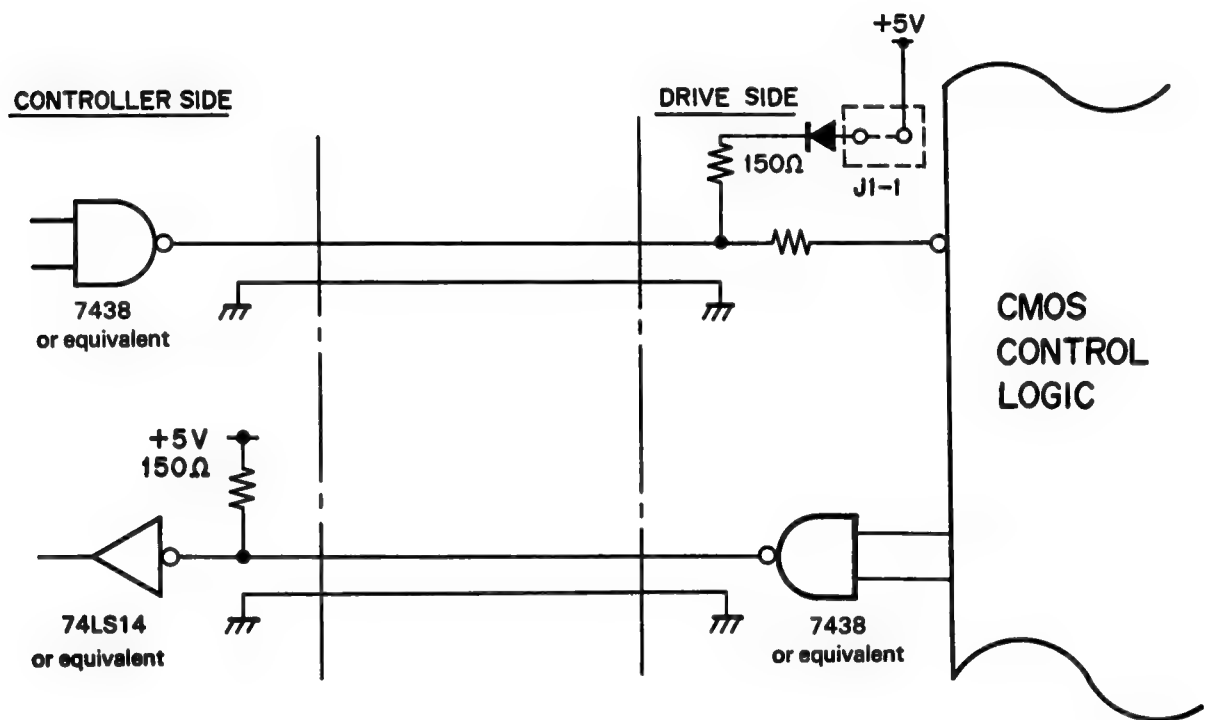 +5V
CONTROLLER SIDE
DRIVE SIDE
150Ω
J1-1
7438
or equivalent
CMOS
CONTROL
LOGIC
+5V
150Ω
74LS14
or equivalent
7438
or equivalent